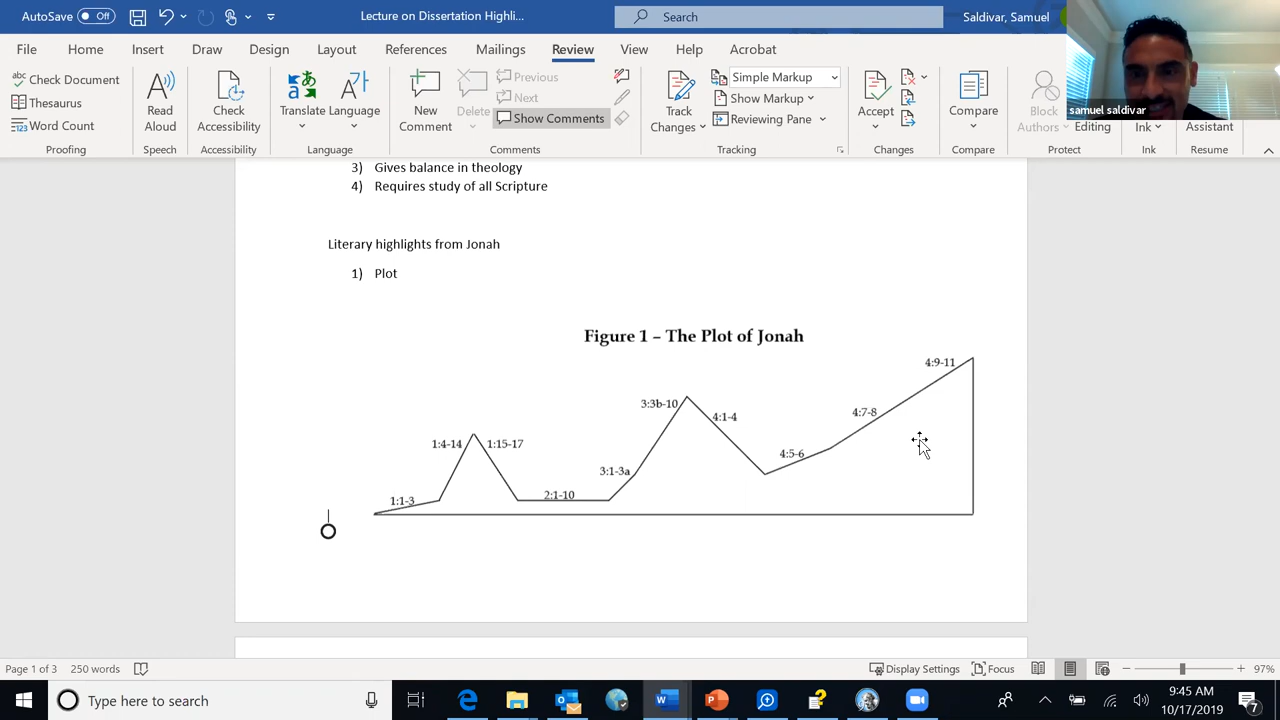 AutoSave Off
Lecture on Dissertation Highli...
Search
Saldivar, Samuel
File Home Insert Draw Design Layout References Mailings Review View Help Acrobat
abc Check Document
Thesaurus
Word Count
Proofing
Read Aloud
Speech
Check Accessibility
Accessibility
Translate Language
Language
New Comment
Delete
Previous
Next
Show Comments
Comments
Track Changes
Simple Markup
Show Markup
Reviewing Pane
Tracking
Accept
Changes
Compare
Compare
Block Authors
Editing
Protect
Ink
Ink
Assistant
Resume
samuel saldivar
3) Gives balance in theology
4) Requires study of all Scripture
Literary highlights from Jonah
1) Plot
Figure 1 – The Plot of Jonah
1:1-3
1:4-14
1:15-17
2:1-10
3:1-3a
3:3b-10
4:1-4
4:5-6
4:7-8
4:9-11
Page 1 of 3 250 words
Display Settings Focus
97%
Type here to search
9:45 AM
10/17/2019
7